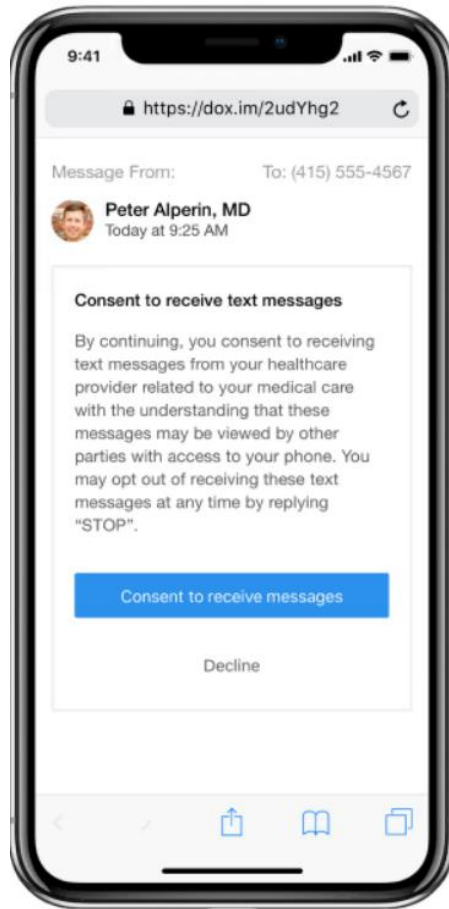 9:41
https://dox.im/2udYhg2
Message From: To: (415) 555-4567
Peter Alperin, MD
Today at 9:25 AM
Consent to receive text messages
By continuing, you consent to receiving
text messages from your healthcare
provider related to your medical care
with the understanding that these
messages may be viewed by other
parties with access to your phone. You
may opt out of receiving these text
messages at any time by replying
“STOP”.
Consent to receive messages
Decline